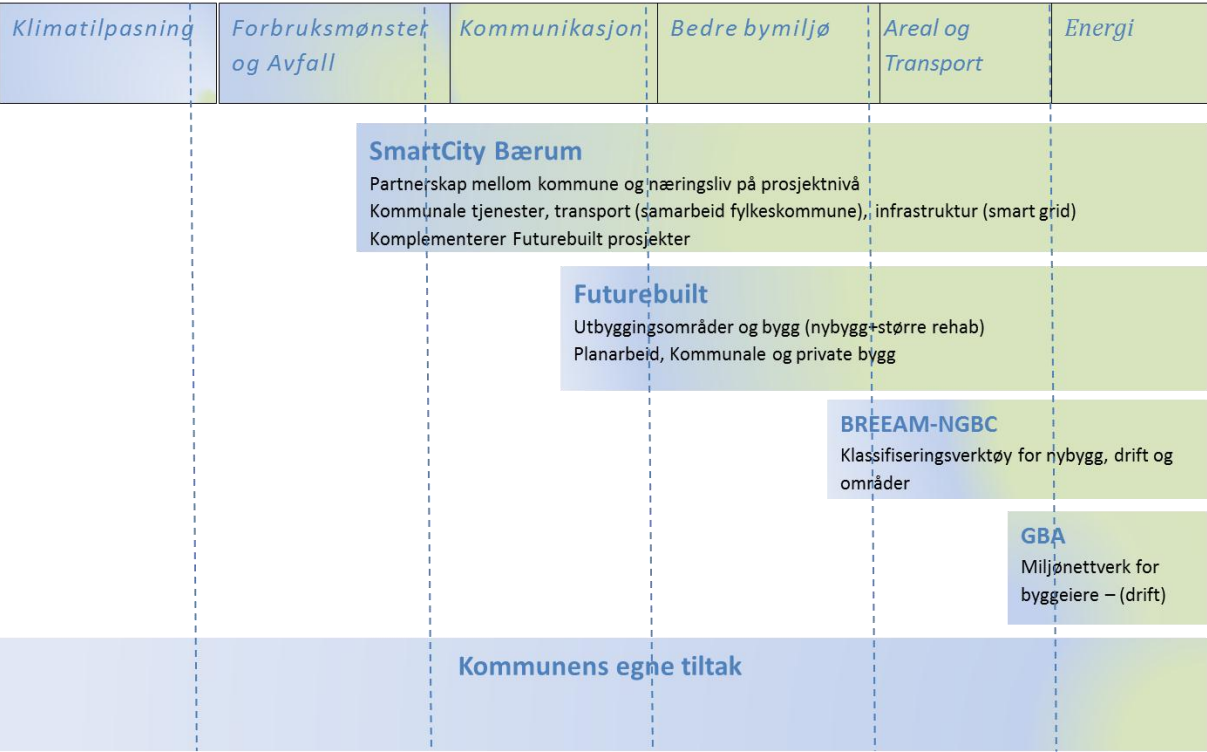 Klimatilpasning
Forbruksmønster
og Avfall
Kommunikasjon
Bedre bymiljø
Areal og
Transport
Energi
SmartCity Bærum
Partnerskap mellom kommune og næringsliv på prosjektnivå
Kommunale tjenester, transport (samarbeid fylkeskommune), infrastruktur (smart grid)
Komplementerer Futurebuilt prosjekter
Futurebuilt
Utbyggingsområder og bygg (nybygg+større rehab)
Planarbeid, Kommunale og private bygg
BREEAM-NGBC
Klassifiseringsverktøy for nybygg, drift og
områder
GBA
Miljønettverk for
byggeiere – (drift)
Kommunens egne tiltak